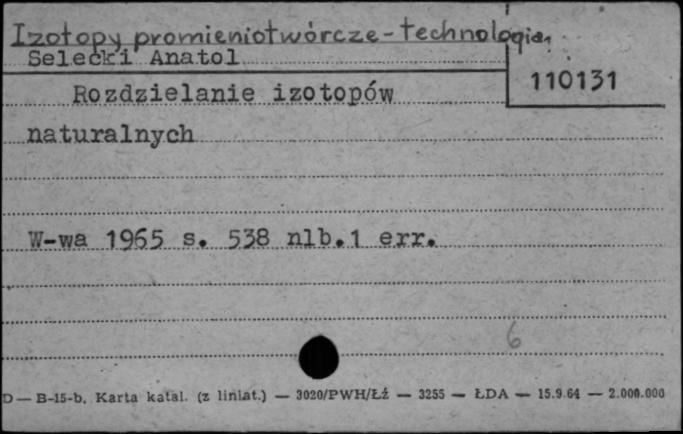 Izotopy promieniotwórcze-technologia.
Selecki Anatol
110131
Rozdzielanie izotopów
naturalnych
W-wa 1965 s. 538 nlb.1 err.
6
D — B-15-b, Karta katal. (z liniat.) — 3020/PWH/Łź — 3255 — ŁDA — 15.9.64 — 2.000.000